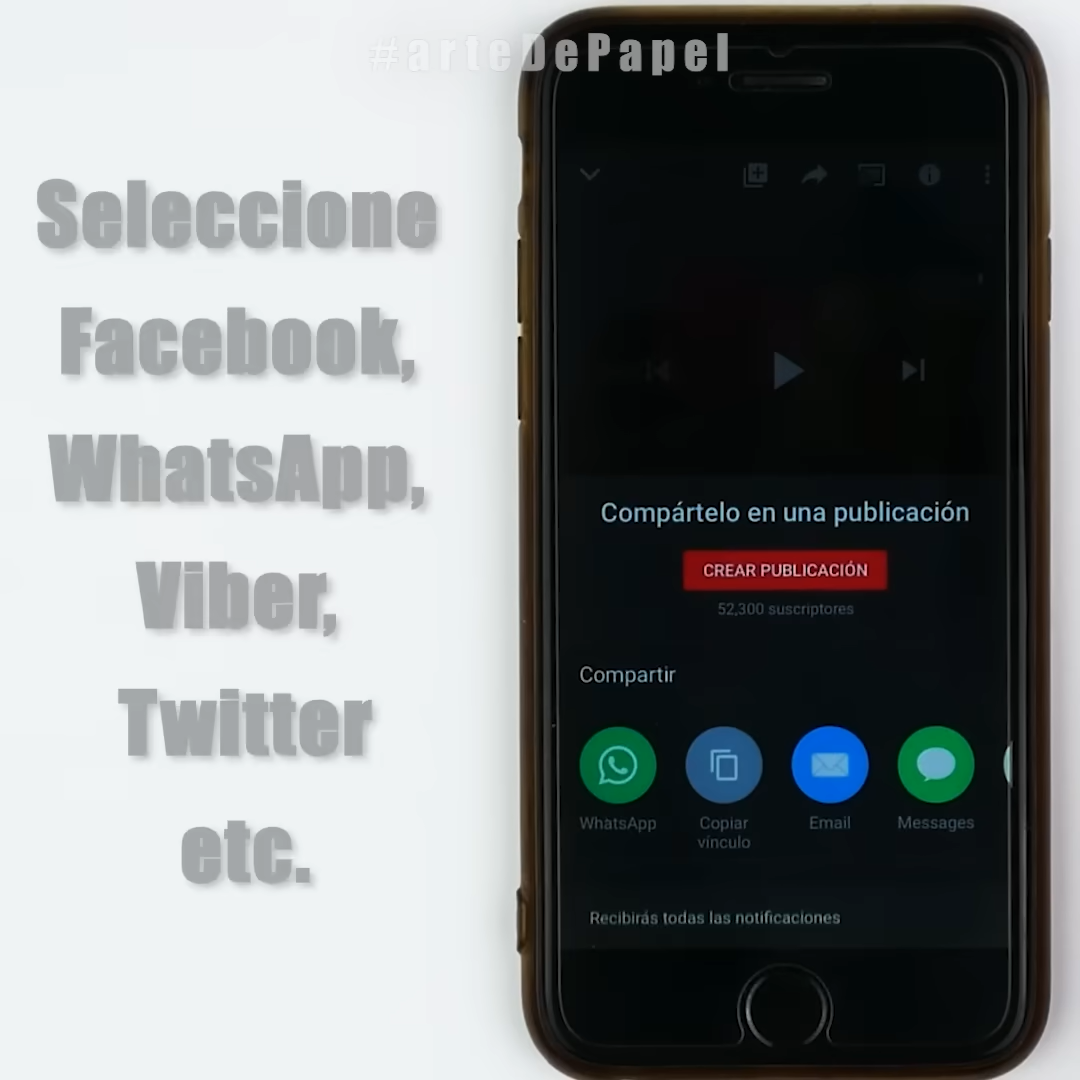 #arteDePapel
Seleccione
Facebook,
WhatsApp,
Viber,
Twitter
etc.
Compártelo en una publicación
CREAR PUBLICACIÓN
52,300 suscriptores
Compartir
WhatsApp
Copiar
vínculo
Email
Messages
Recibirás todas las notificaciones